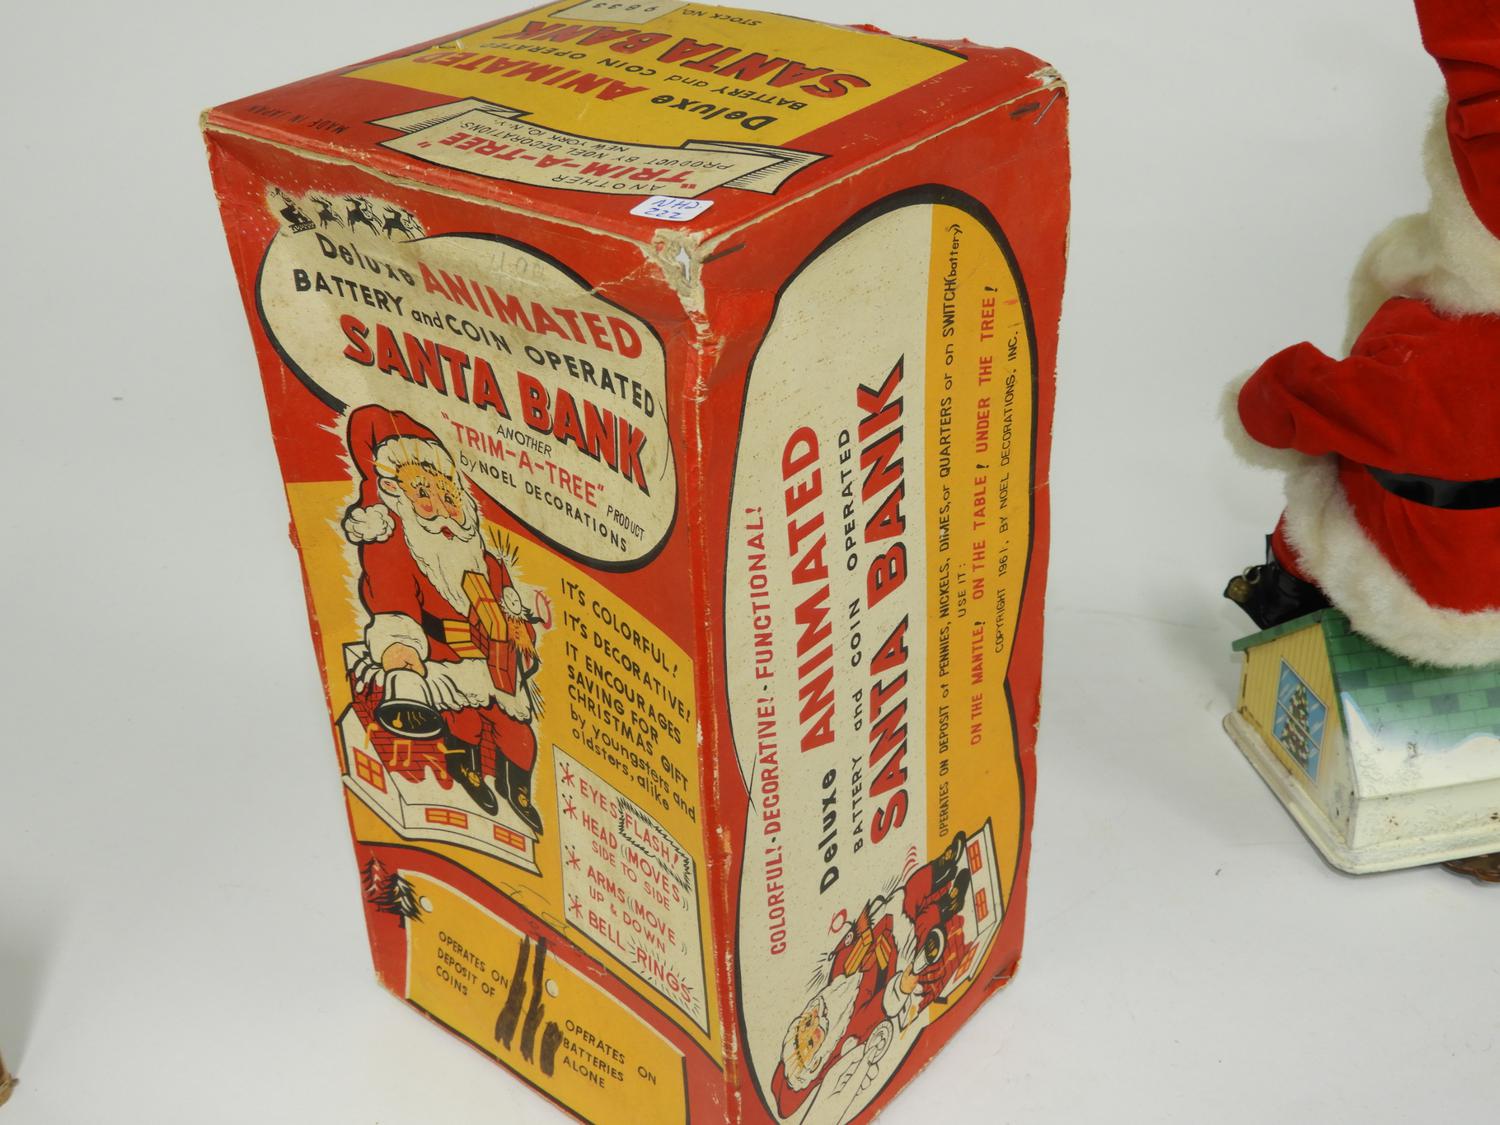 STOCK NO. 9833
Deluxe ANIMATED
BATTERY and COIN OPERATED
SANTA BANK
ANOTHER
"TRIM-A-TREE"
PRODUCT BY NOEL DECORATIONS
NEW YORK 10, N.Y.
MADE IN JAPAN
222
CHN
Deluxe ANIMATED
BATTERY and COIN OPERATED
SANTA BANK
ANOTHER
"TRIM-A-TREE" PRODUCT
by NOEL DECORATIONS
IT'S COLORFUL!
IT'S DECORATIVE!
IT ENCOURAGES
SAVING FOR
CHRISTMAS GIFT
by youngsters and
oldsters, alike
EYES FLASH!
HEAD MOVES
SIDE TO SIDE
ARMS MOVE
UP & DOWN
BELL RINGS
OPERATES ON
DEPOSIT OF
COINS
OPERATES ON
BATTERIES
ALONE
COLORFUL! · DECORATIVE! · FUNCTIONAL!
Deluxe ANIMATED
BATTERY and COIN OPERATED
SANTA BANK
OPERATES ON DEPOSIT of PENNIES, NICKELS, DIMES, or QUARTERS or on SWITCH (battery)
USE IT:
ON THE MANTLE! ON THE TABLE! UNDER THE TREE!
COPYRIGHT 1961, BY NOEL DECORATIONS, INC.